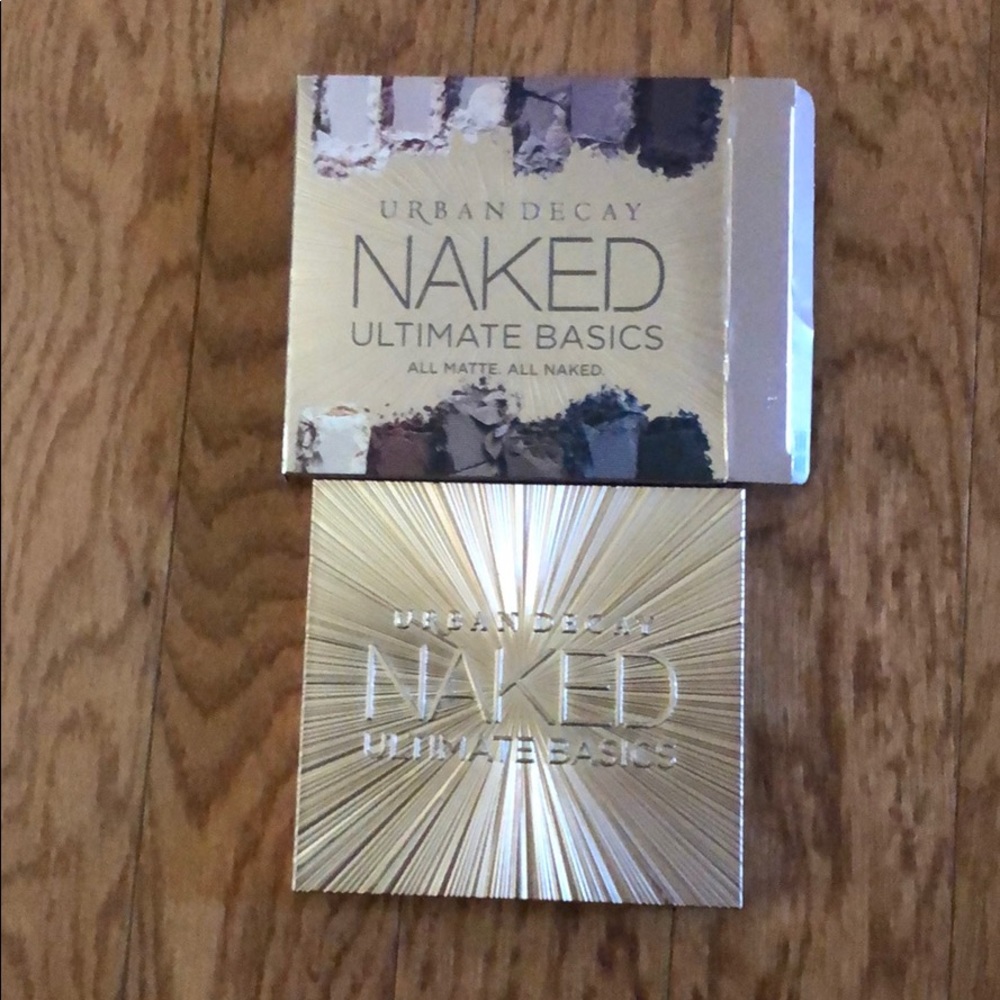 URBAN DECAY
NAKED
ULTIMATE BASICS
ALL MATTE. ALL NAKED.
URBAN DECAY
NAKED
ULTIMATE BASICS